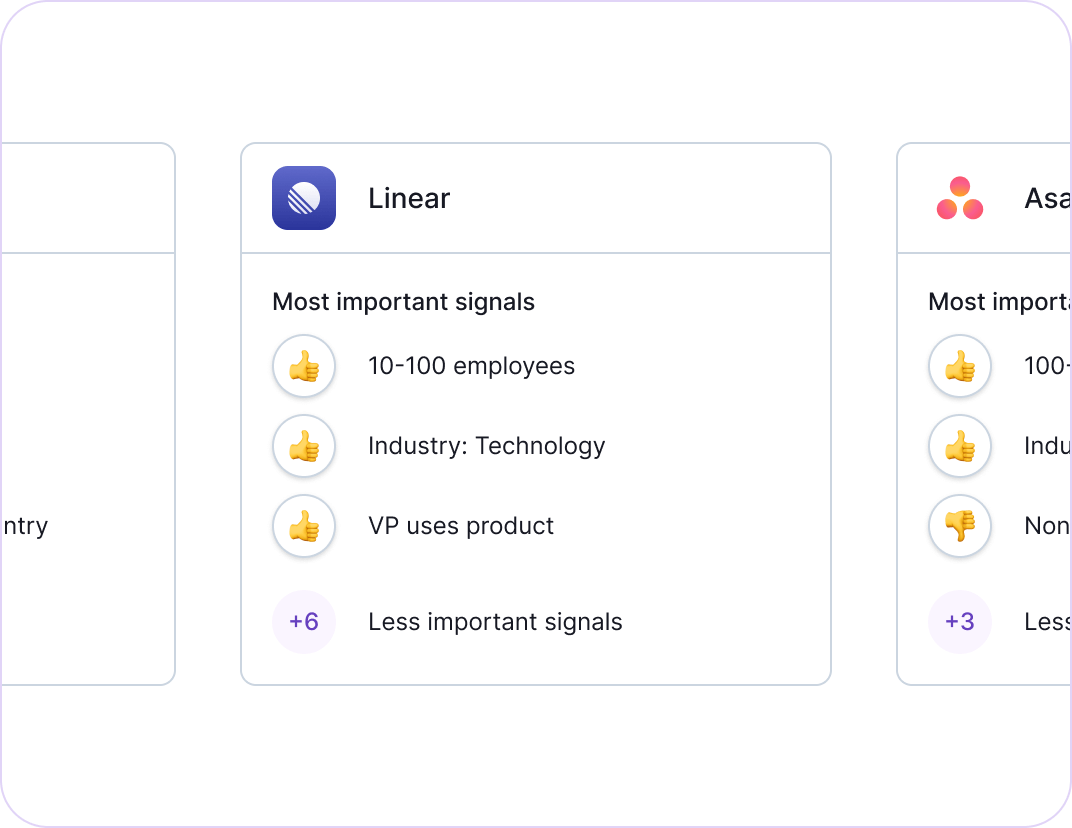 Linear
Most important signals
10-100 employees
Industry: Technology
VP uses product
+6 Less important signals
ntry
Asa
Most importa
100-
Indu
Non
+3 Less